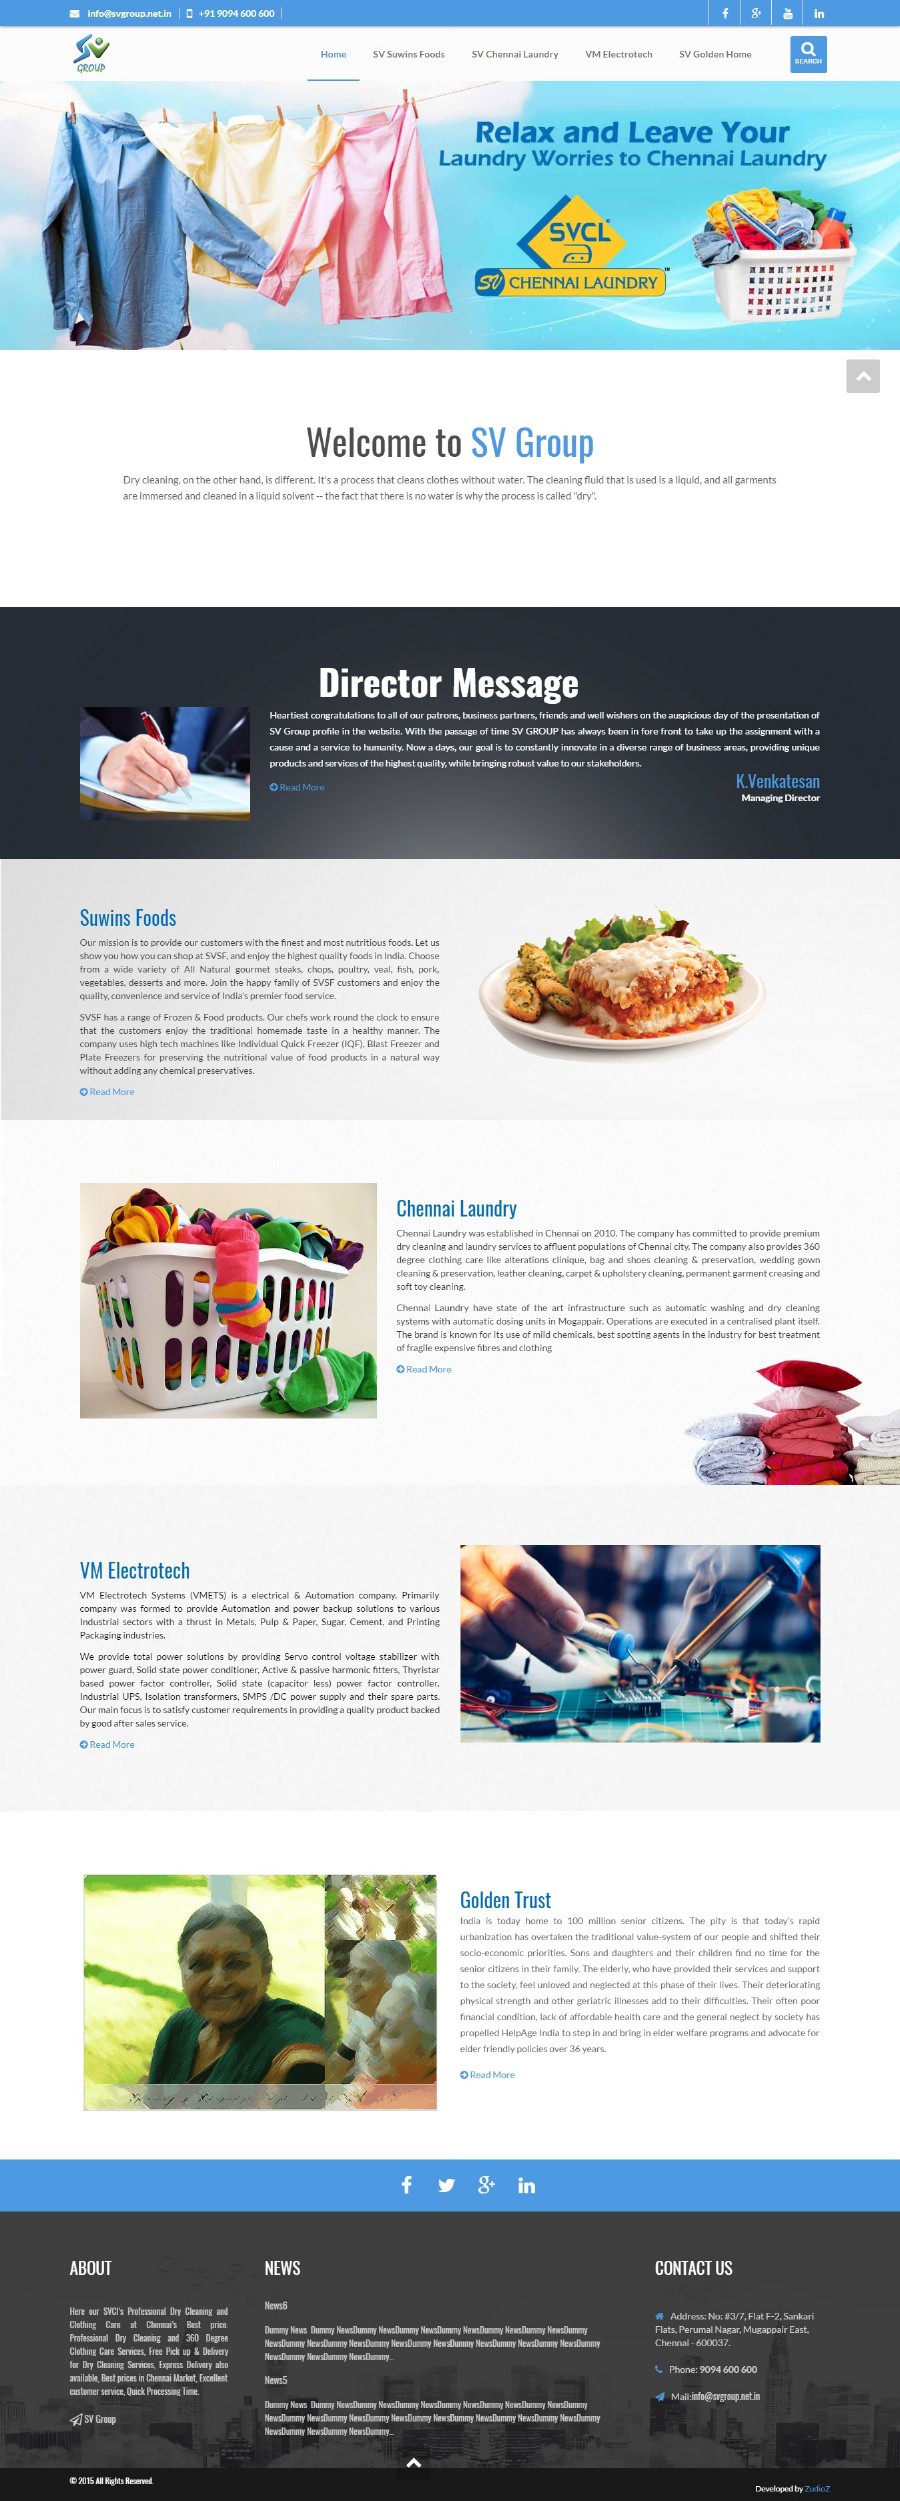 info@svgroup.net.in +91 9094 600 600
SV GROUP
Home SV Suwins Foods SV Chennai Laundry VM Electrotech SV Golden Home
SEARCH
Relax and Leave Your
Laundry Worries to Chennai Laundry
SVCL
SV CHENNAI LAUNDRY™
Welcome to SV Group
Dry cleaning, on the other hand, is different. It's a process that cleans clothes without water. The cleaning fluid that is used is a liquid, and all garments
are immersed and cleaned in a liquid solvent -- the fact that there is no water is why the process is called "dry".
Director Message
Heartiest congratulations to all of our patrons, business partners, friends and well wishers on the auspicious day of the presentation of
SV Group profile in the website. With the passage of time SV GROUP has always been in fore front to take up the assignment with a
cause and a service to humanity. Now a days, our goal is to constantly innovate in a diverse range of business areas, providing unique
products and services of the highest quality, while bringing robust value to our stakeholders.
Read More
K.Venkatesan
Managing Director
Suwins Foods
Our mission is to provide our customers with the finest and most nutritious foods. Let us
show you how you can shop at SVSF, and enjoy the highest quality foods in India. Choose
from a wide variety of All Natural gourmet steaks, chops, poultry, veal, fish, pork,
vegetables, desserts and more. Join the happy family of SVSF customers and enjoy the
quality, convenience and service of India's premier food service.
SVSF has a range of Frozen & Food products. Our chefs work round the clock to ensure
that the customers enjoy the traditional homemade taste in a healthy manner. The
company uses high tech machines like Individual Quick Freezer (IQF), Blast Freezer and
Plate Freezers for preserving the nutritional value of food products in a natural way
without adding any chemical preservatives.
Read More
Chennai Laundry
Chennai Laundry was established in Chennai on 2010. The company has committed to provide premium
dry cleaning and laundry services to affluent populations of Chennai city. The company also provides 360
degree clothing care like alterations clinique, bag and shoes cleaning & preservation, wedding gown
cleaning & preservation, leather cleaning, carpet & upholstery cleaning, permanent garment creasing and
soft toy cleaning.
Chennai Laundry have state of the art infrastructure such as automatic washing and dry cleaning
systems with automatic dosing units in Mogappair. Operations are executed in a centralised plant itself.
The brand is known for its use of mild chemicals, best spotting agents in the industry for best treatment
of fragile expensive fibres and clothing
Read More
VM Electrotech
VM Electrotech Systems (VMETS) is a electrical & Automation company. Primarily
company was formed to provide Automation and power backup solutions to various
Industrial sectors with a thrust in Metals, Pulp & Paper, Sugar, Cement, and Printing
Packaging industries.
We provide total power solutions by providing Servo control voltage stabilizer with
power guard, Solid state power conditioner, Active & passive harmonic fitters, Thyristar
based power factor controller, Solid state (capacitor less) power factor controller.
Industrial UPS, Isolation transformers, SMPS /DC power supply and their spare parts.
Our main focus is to satisfy customer requirements in providing a quality product backed
by good after sales service.
Read More
Golden Trust
India is today home to 100 million senior citizens. The pity is that today's rapid
urbanization has overtaken the traditional value-system of our people and shifted their
socio-economic priorities. Sons and daughters and their children find no time for the
senior citizens in their family. The elderly, who have provided their services and support
to the society, feel unloved and neglected at this phase of their lives. Their deteriorating
physical strength and other geriatric illnesses add to their difficulties. Their often poor
financial condition, lack of affordable health care and the general neglect by society has
propelled HelpAge India to step in and bring in elder welfare programs and advocate for
elder friendly policies over 36 years.
Read More
ABOUT
Here our SVCl's Professional Dry Cleaning and
Clothing Care at Chennai's Best price.
Professional Dry Cleaning and 360 Degree
Clothing Care Services, Free Pick up & Delivery
for Dry Cleaning Services, Express Delivery also
available, Best prices in Chennai Market, Excellent
customer service, Quick Processing Time.
SV Group
NEWS
News6
Dummy News Dummy NewsDummy NewsDummy NewsDummy NewsDummy NewsDummy NewsDummy
NewsDummy NewsDummy NewsDummy NewsDummy NewsDummy NewsDummy NewsDummy NewsDummy
NewsDummy NewsDummy NewsDummy...
News5
Dummy News Dummy NewsDummy NewsDummy NewsDummy NewsDummy NewsDummy NewsDummy
NewsDummy NewsDummy NewsDummy NewsDummy NewsDummy NewsDummy NewsDummy NewsDummy
NewsDummy NewsDummy NewsDummy...
CONTACT US
Address: No: #3/7, Flat F-2, Sankari
Flats, Perumal Nagar, Mugappair East,
Chennai - 600037.
Phone: 9094 600 600
Mail:info@svgroup.net.in
© 2015 All Rights Reserved.
Developed by ZudioZ